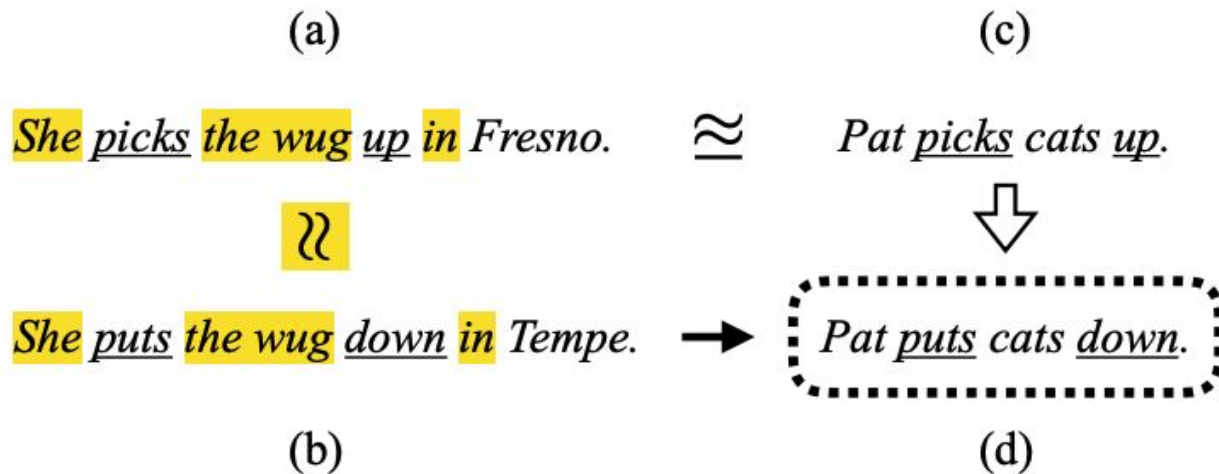 (a) (c)
She picks the wug up in Fresno. ≊ Pat picks cats up.
≈
She puts the wug down in Tempe. → Pat puts cats down.
(b) (d)